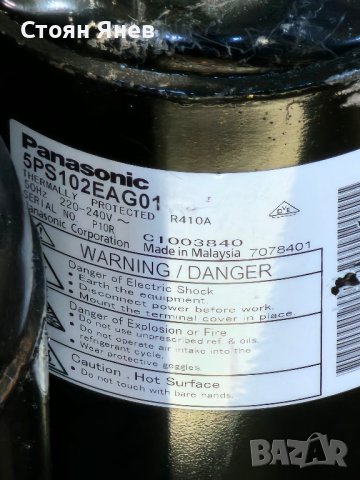 Стоян Янев
Panasonic
5PS102EAG01
THERMALLY PROTECTED R410A
50HZ 220-240V～
SERIAL NO. P10R C1003840
Panasonic Corporation Made in Malaysia 7078401
WARNING / DANGER
Danger of Electric Shock
• Earth the equipment.
• Disconnect power before work.
• Mount the terminal cover in place.
Danger of Explosion or Fire
• Do not use unprescribed ref. & oils.
• Do not operate air intake into the
refrigerant cycle.
• Wear protective goggles.
Caution - Hot Surface
• Do not touch with bare hands.
BAZAR
bg